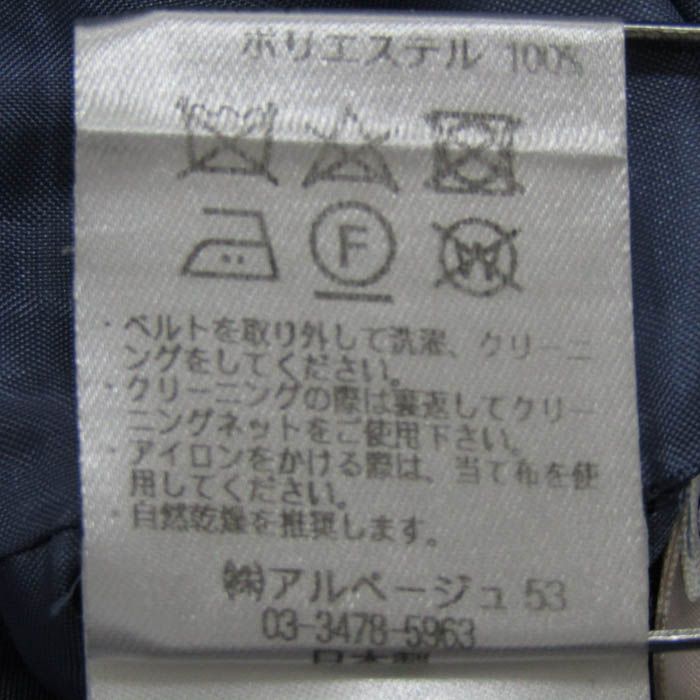 ポリエステル 100%
F
W
・ベルトを取り外して洗濯、クリーニ
ングをしてください。
・クリーニングの際は裏返してクリー
ニングネットをご使用下さい。
・アイロンをかける際は、当て布を使
用してください。
・自然乾燥を推奨します。
㈱アルページュ 53
03-3478-5963
日本製